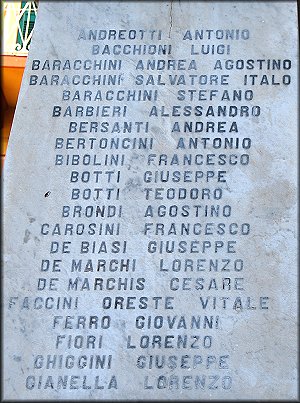 ANDREOTTI ANTONIO
BACCHIONI LUIGI
BARACCHINI ANDREA AGOSTINO
BARACCHINI SALVATORE ITALO
BARACCHINI STEFANO
BARBIERI ALESSANDRO
BERSANTI ANDREA
BERTONCINI ANTONIO
BIBOLINI FRANCESCO
BOTTI GIUSEPPE
BOTTI TEODORO
BRONDI AGOSTINO
CAROSINI FRANCESCO
DE BIASI GIUSEPPE
DE MARCHI LORENZO
DE MARCHIS CESARE
FACCINI ORESTE VITALE
FERRO GIOVANNI
FIORI LORENZO
GHIGGINI GIUSEPPE
GIANELLA LORENZO